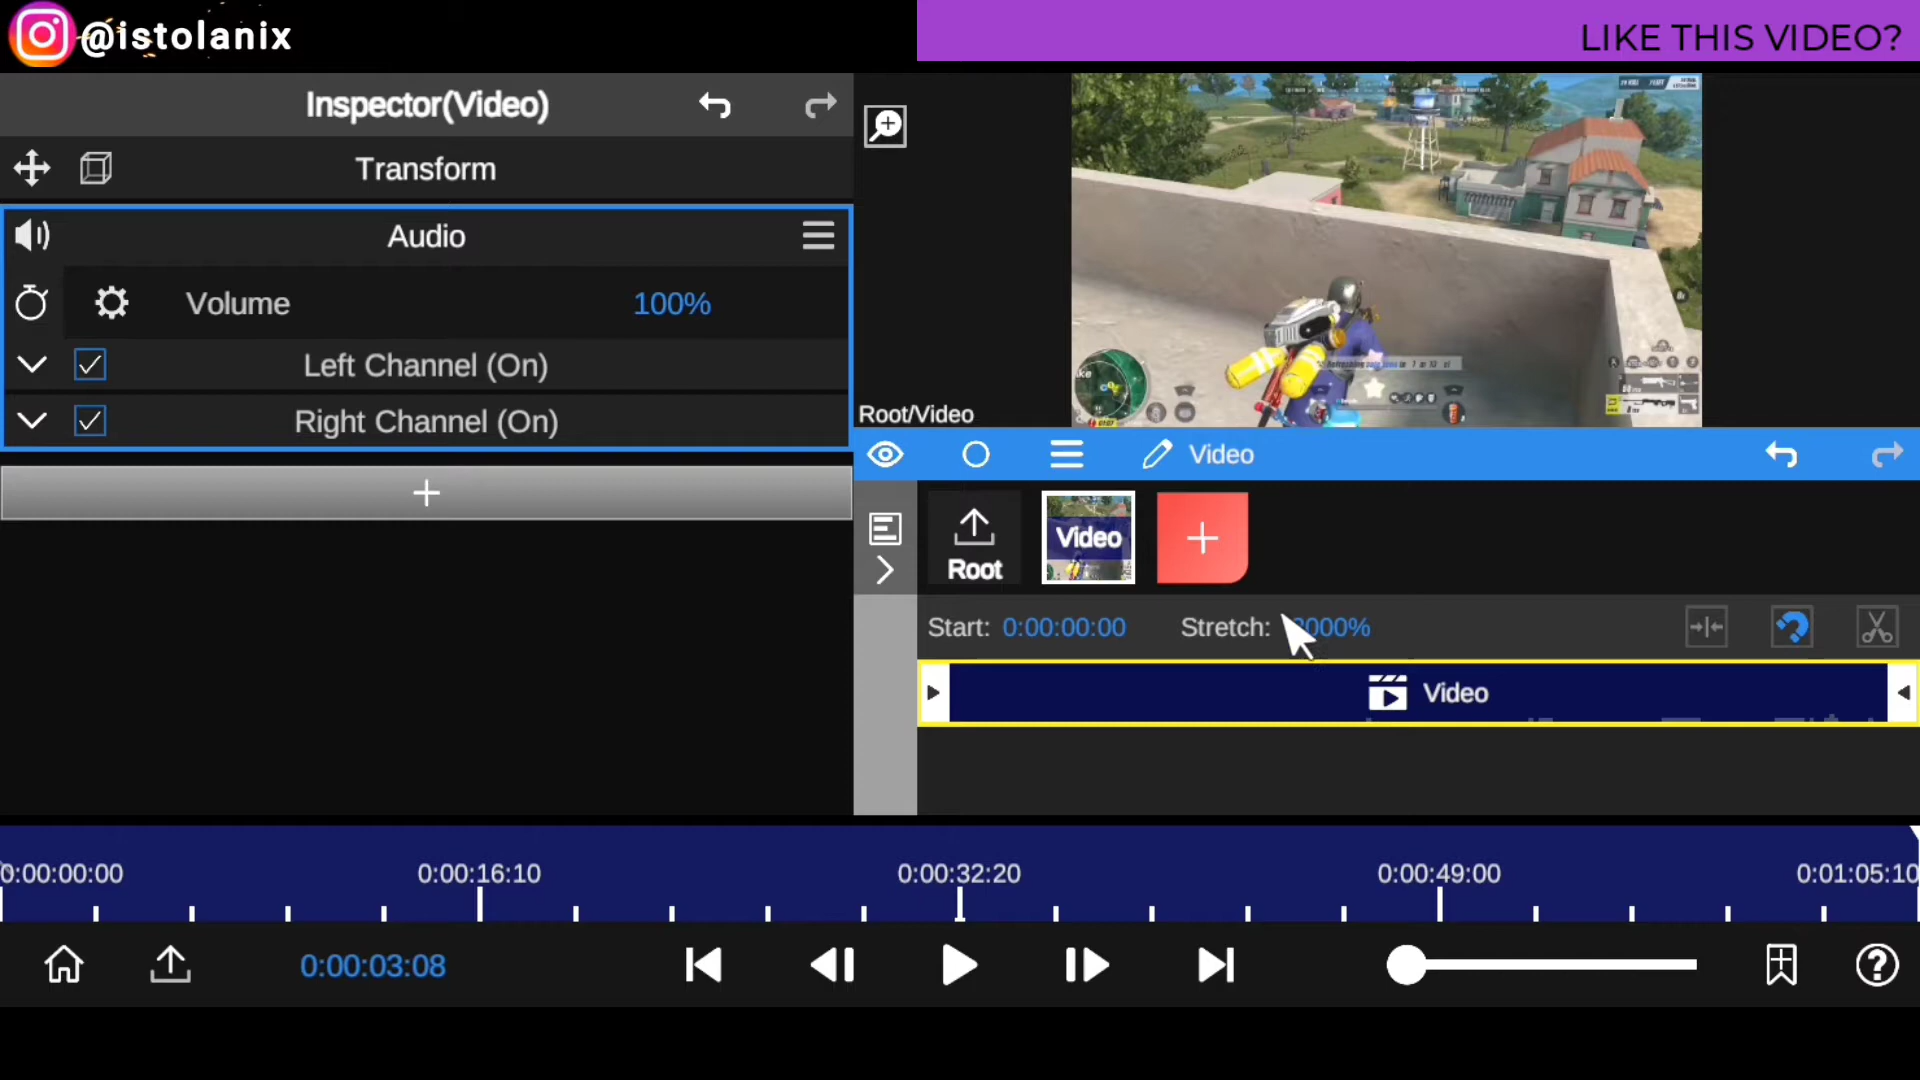 @istolanix
LIKE THIS VIDEO?
Inspector(Video)
Transform
Audio
Volume 100%
Left Channel (On)
Right Channel (On)
Root/Video
Video
Root
Video
Start: 0:00:00:00 Stretch: 000%
Video
0:00:00:00 0:00:16:10 0:00:32:20 0:00:49:00 0:01:05:10
0:00:03:08